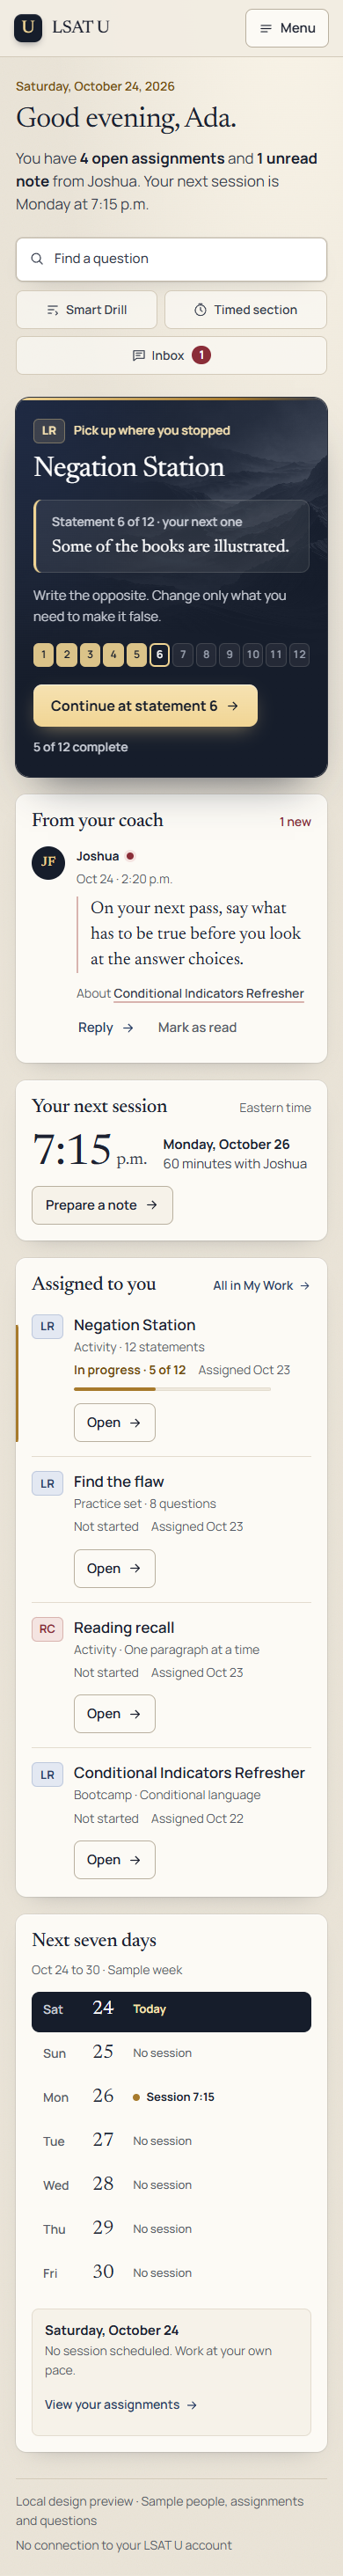 U LSAT U Menu
Saturday, October 24, 2026
Good evening, Ada.
You have 4 open assignments and 1 unread
note from Joshua. Your next session is
Monday at 7:15 p.m.
Find a question
Smart Drill Timed section
Inbox 1
LR Pick up where you stopped
Negation Station
Statement 6 of 12 · your next one
Some of the books are illustrated.
Write the opposite. Change only what you
need to make it false.
1 2 3 4 5 6 7 8 9 10 11 12
Continue at statement 6 →
5 of 12 complete
From your coach 1 new
JF Joshua
Oct 24 · 2:20 p.m.
On your next pass, say what
has to be true before you look
at the answer choices.
About Conditional Indicators Refresher
Reply → Mark as read
Your next session Eastern time
7:15 p.m. Monday, October 26
60 minutes with Joshua
Prepare a note →
Assigned to you All in My Work →
LR Negation Station
Activity · 12 statements
In progress · 5 of 12 Assigned Oct 23
Open →
LR Find the flaw
Practice set · 8 questions
Not started Assigned Oct 23
Open →
RC Reading recall
Activity · One paragraph at a time
Not started Assigned Oct 23
Open →
LR Conditional Indicators Refresher
Bootcamp · Conditional language
Not started Assigned Oct 22
Open →
Next seven days
Oct 24 to 30 · Sample week
Sat 24 Today
Sun 25 No session
Mon 26 Session 7:15
Tue 27 No session
Wed 28 No session
Thu 29 No session
Fri 30 No session
Saturday, October 24
No session scheduled. Work at your own
pace.
View your assignments →
Local design preview · Sample people, assignments
and questions
No connection to your LSAT U account